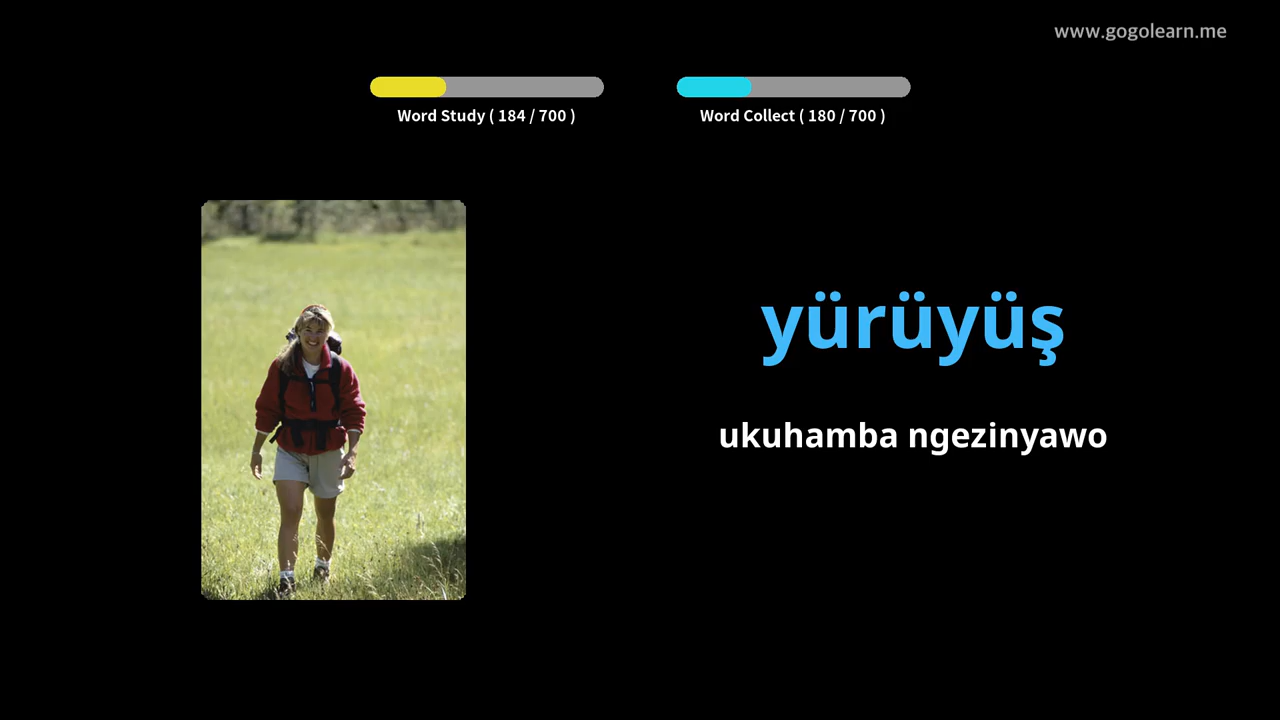 www.gogolearn.me
Word Study ( 184 / 700 )
Word Collect ( 180 / 700 )
yürüyüş
ukuhamba ngezinyawo